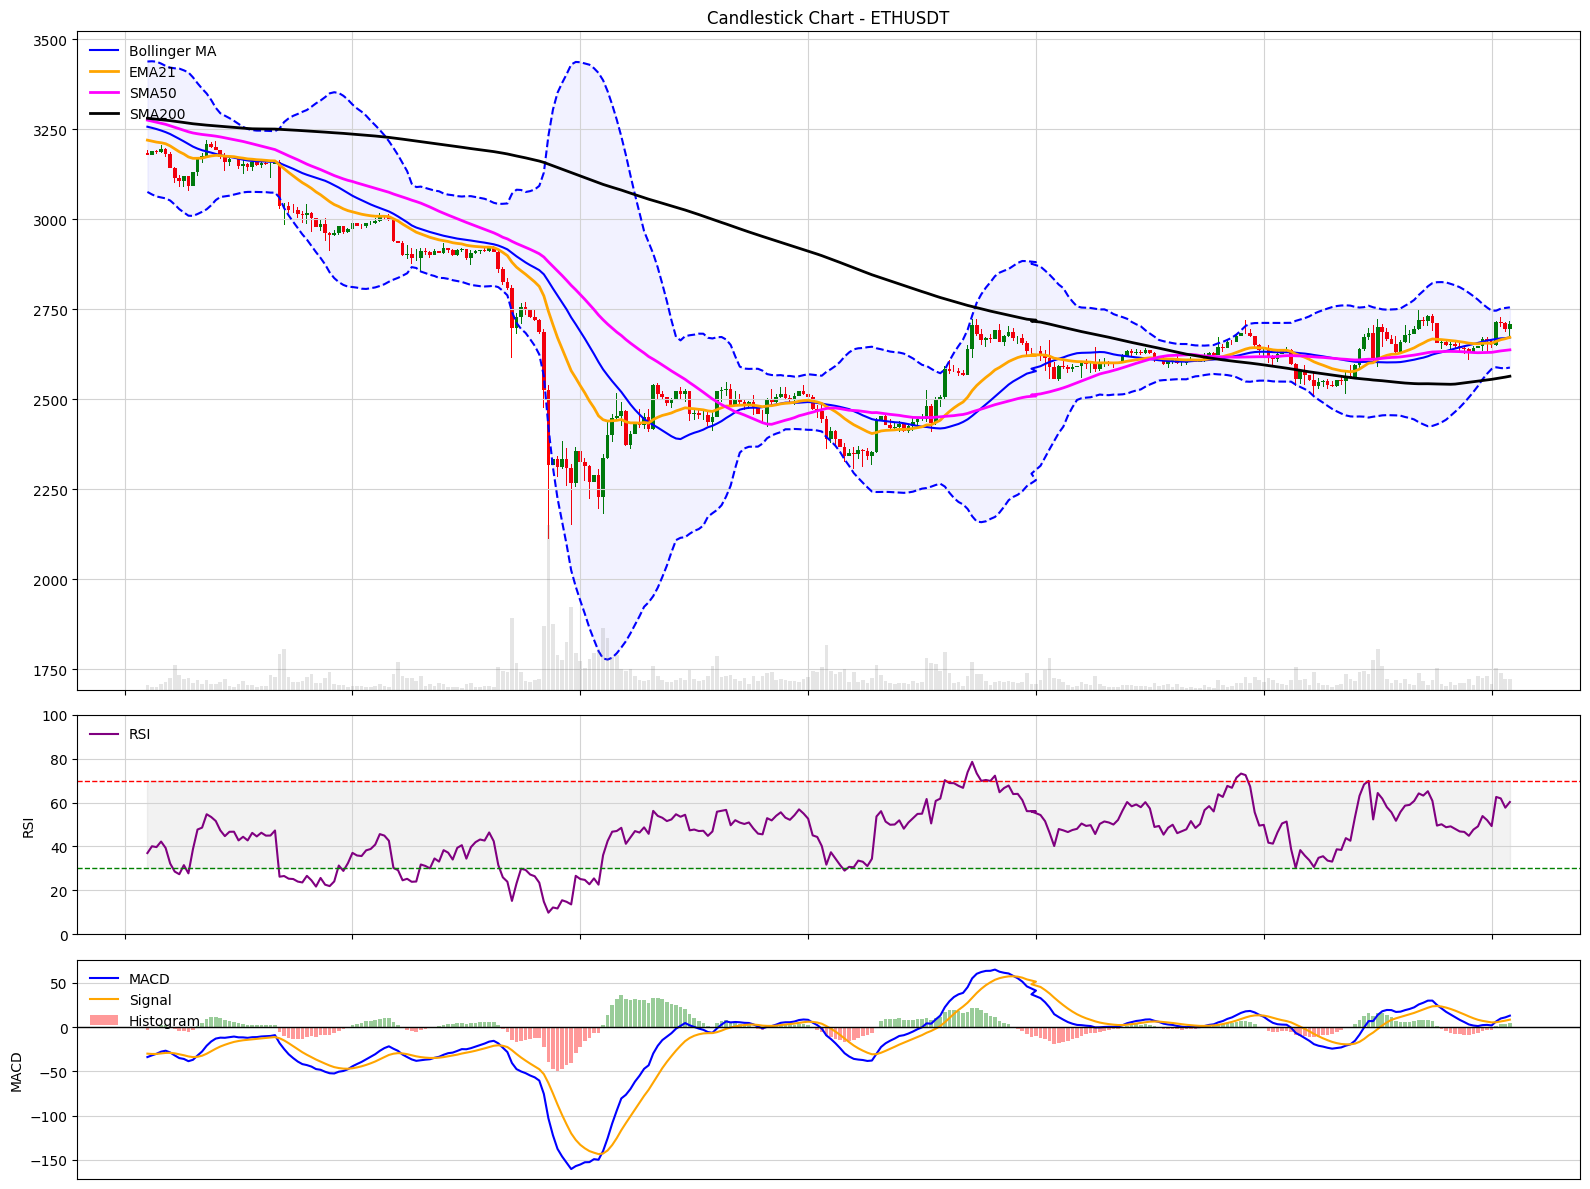 Candlestick Chart - ETHUSDT
3500
3250
3000
2750
2500
2250
2000
1750
Bollinger MA
EMA21
SMA50
SMA200
100
80
60
40
20
0
RSI
RSI
50
0
−50
−100
−150
MACD
MACD
Signal
Histogram